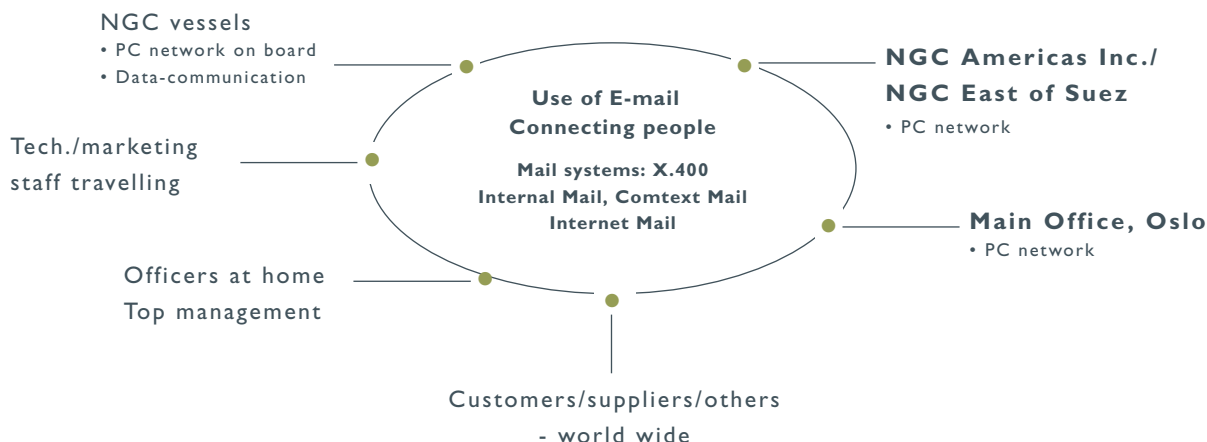 NGC vessels
• PC network on board
• Data-communication
NGC Americas Inc./
NGC East of Suez
• PC network
Use of E-mail
Connecting people
Mail systems: X.400
Internal Mail, Comtext Mail
Internet Mail
Tech./marketing
staff travelling
Main Office, Oslo
• PC network
Officers at home
Top management
Customers/suppliers/others
- world wide